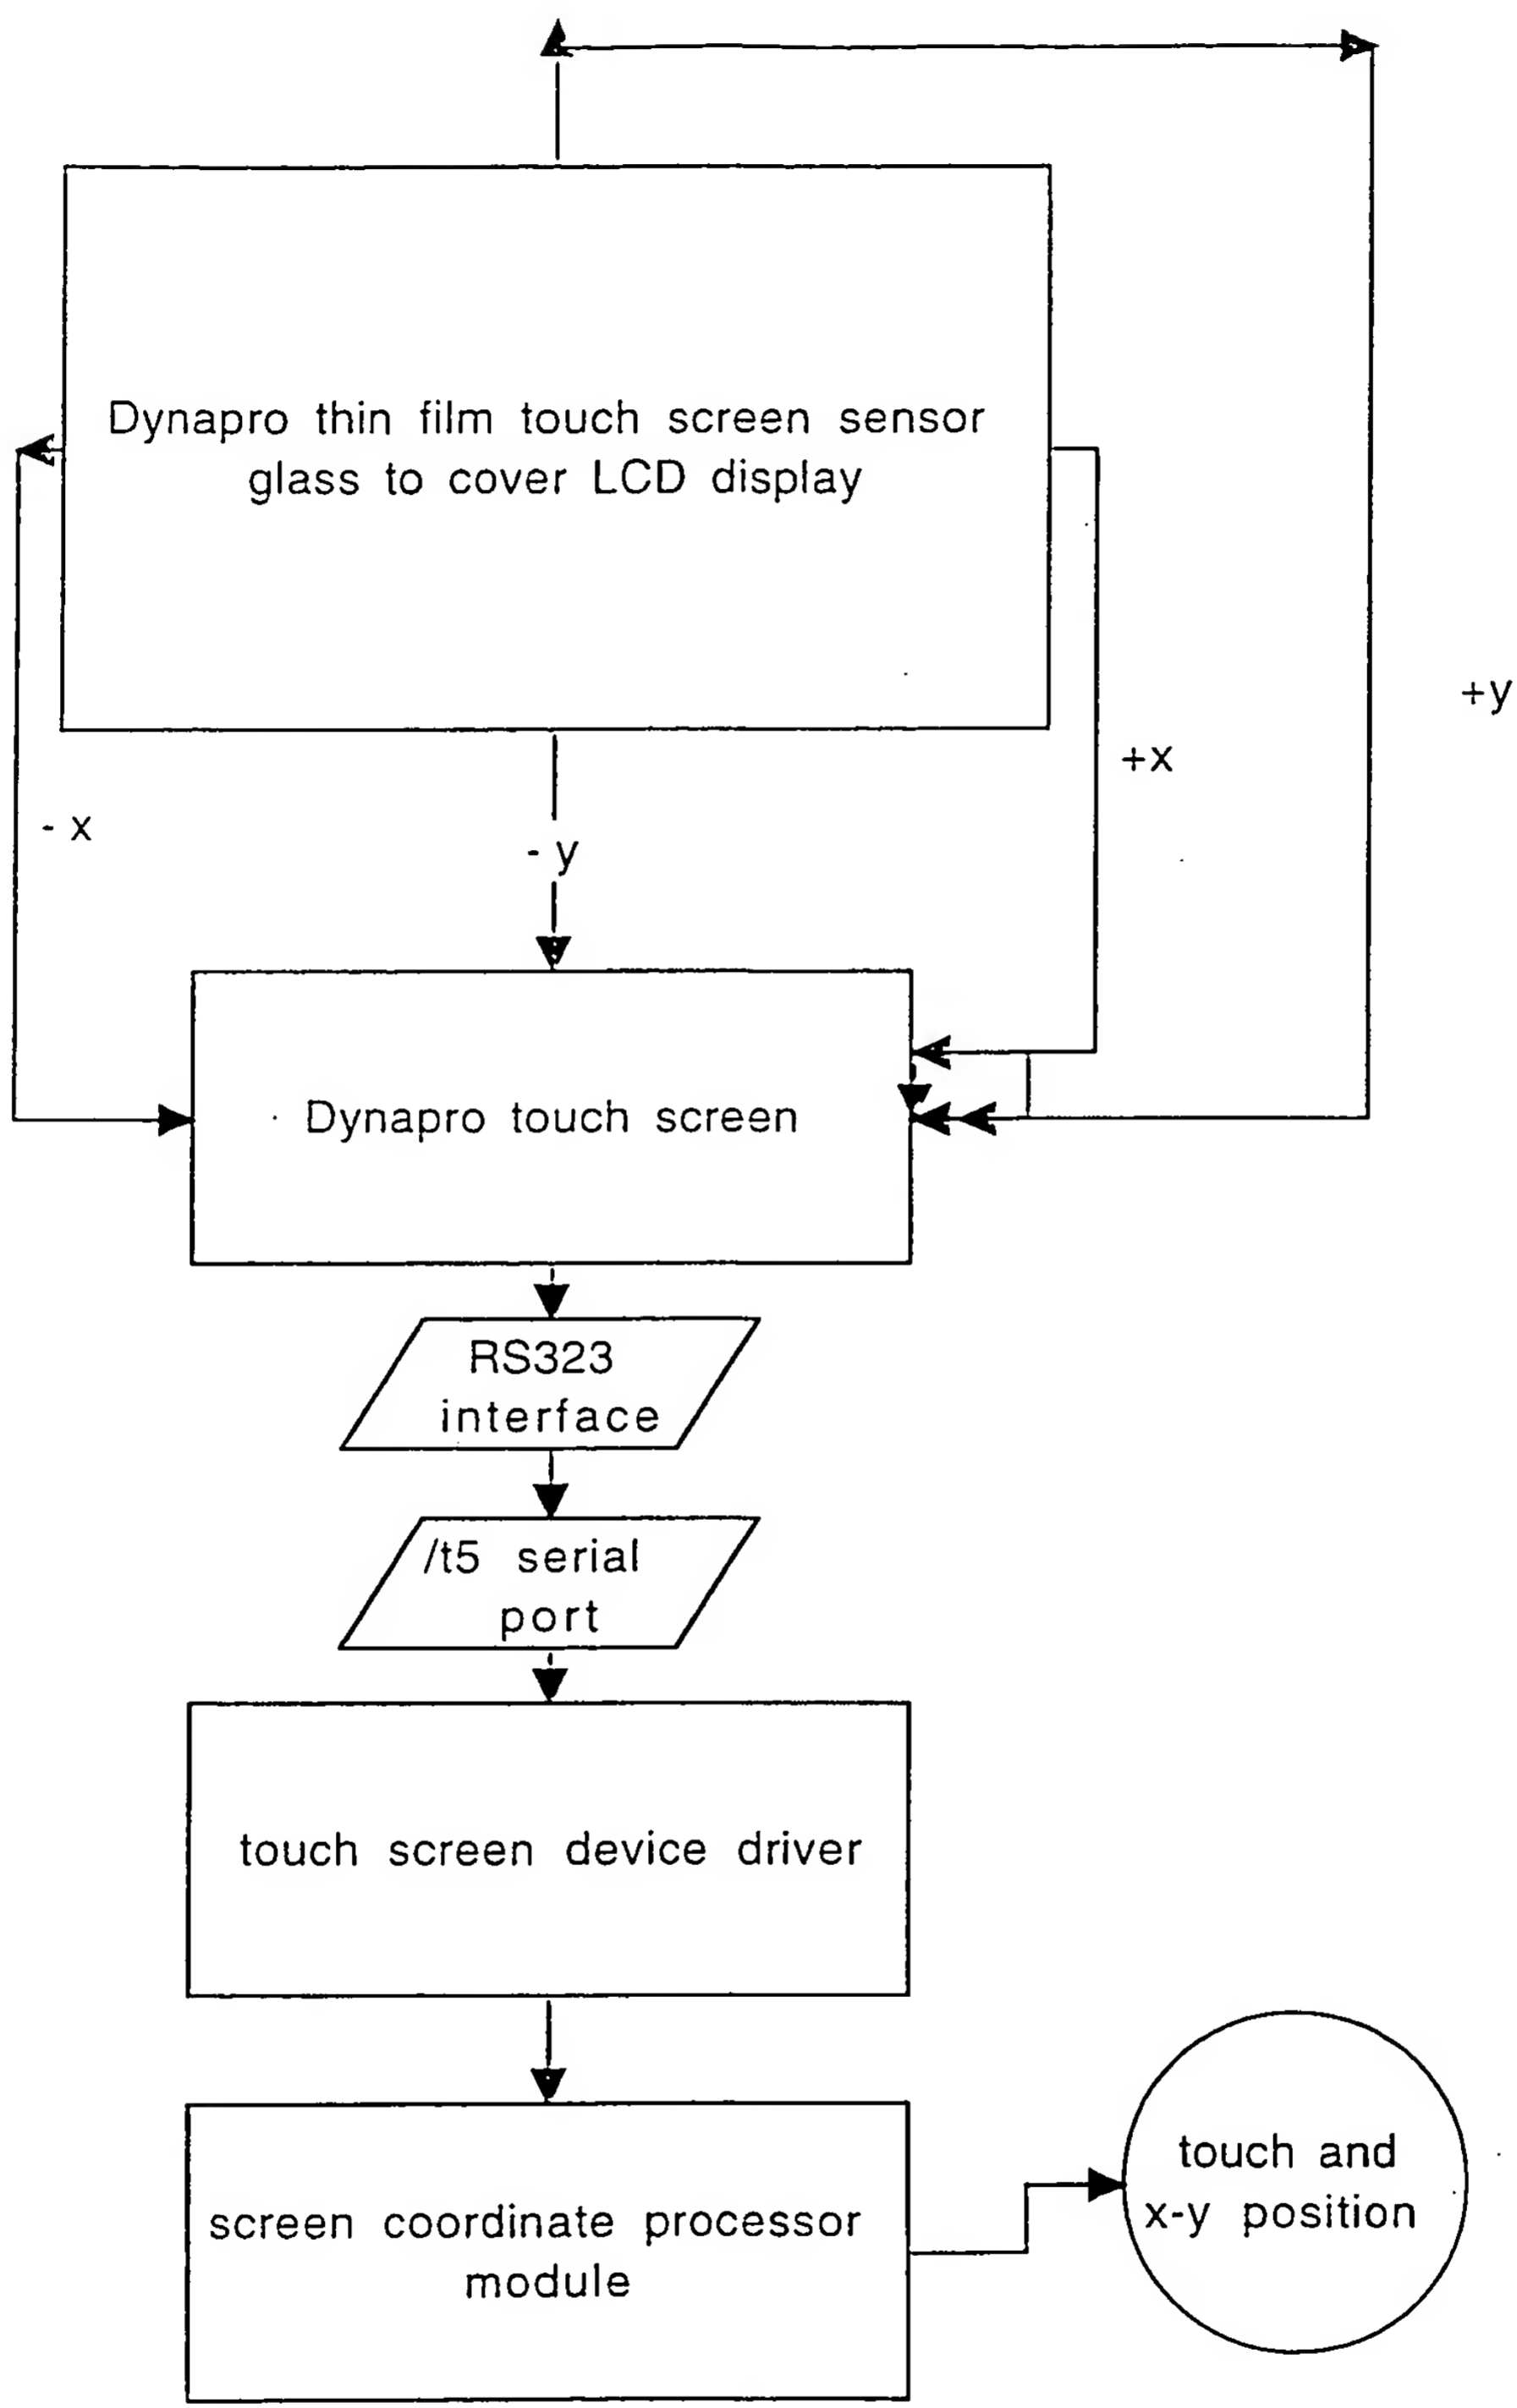 Dynapro thin film touch screen sensor
glass to cover LCD display
+y
+x
- x
- y
Dynapro touch screen
RS323
interface
/t5 serial
port
touch screen device driver
touch and
x-y position
screen coordinate processor
module